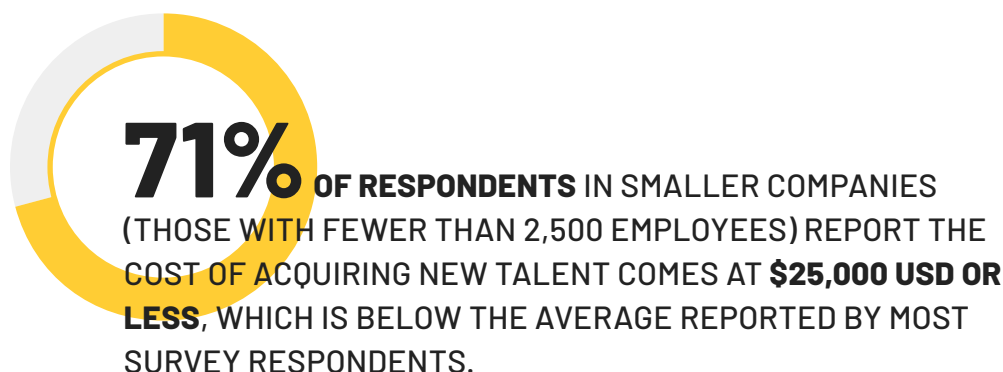 71% OF RESPONDENTS IN SMALLER COMPANIES
(THOSE WITH FEWER THAN 2,500 EMPLOYEES) REPORT THE
COST OF ACQUIRING NEW TALENT COMES AT $25,000 USD OR
LESS, WHICH IS BELOW THE AVERAGE REPORTED BY MOST
SURVEY RESPONDENTS.